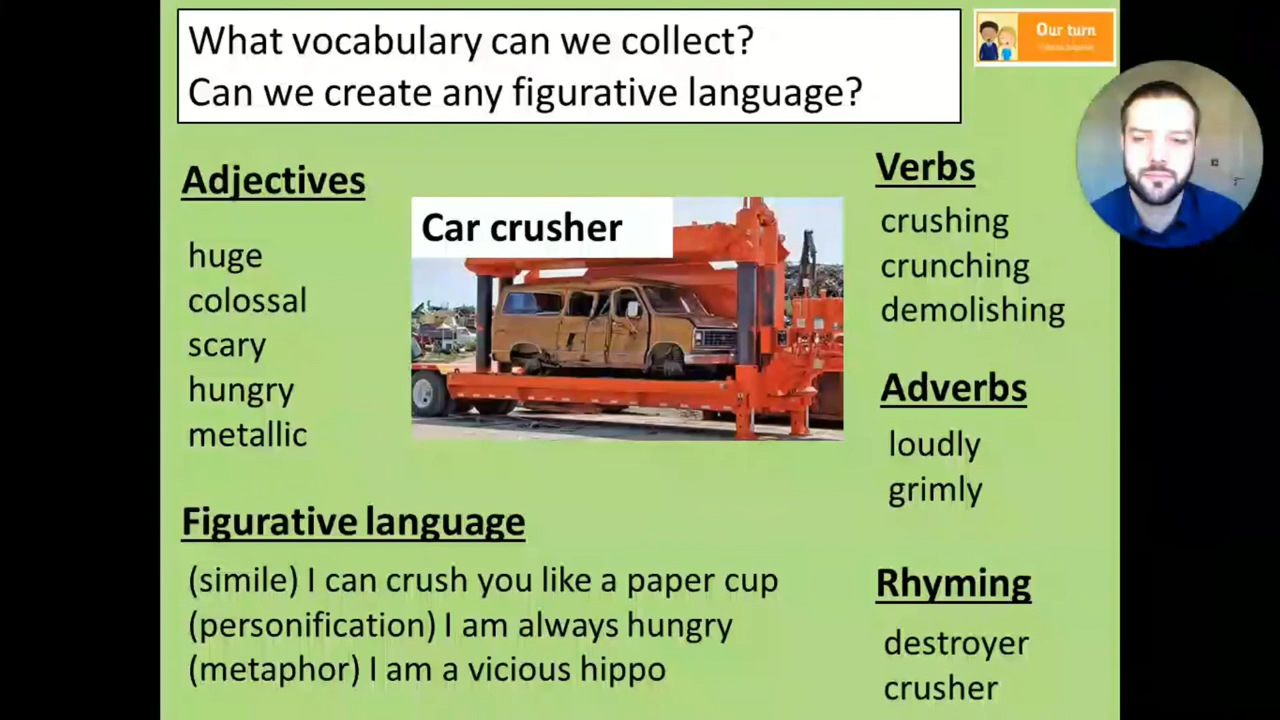 What vocabulary can we collect?
Can we create any figurative language?
Our turn
Adjectives
huge
colossal
scary
hungry
metallic
Car crusher
Verbs
crushing
crunching
demolishing
Adverbs
loudly
grimly
Figurative language
(simile) I can crush you like a paper cup
(personification) I am always hungry
(metaphor) I am a vicious hippo
Rhyming
destroyer
crusher